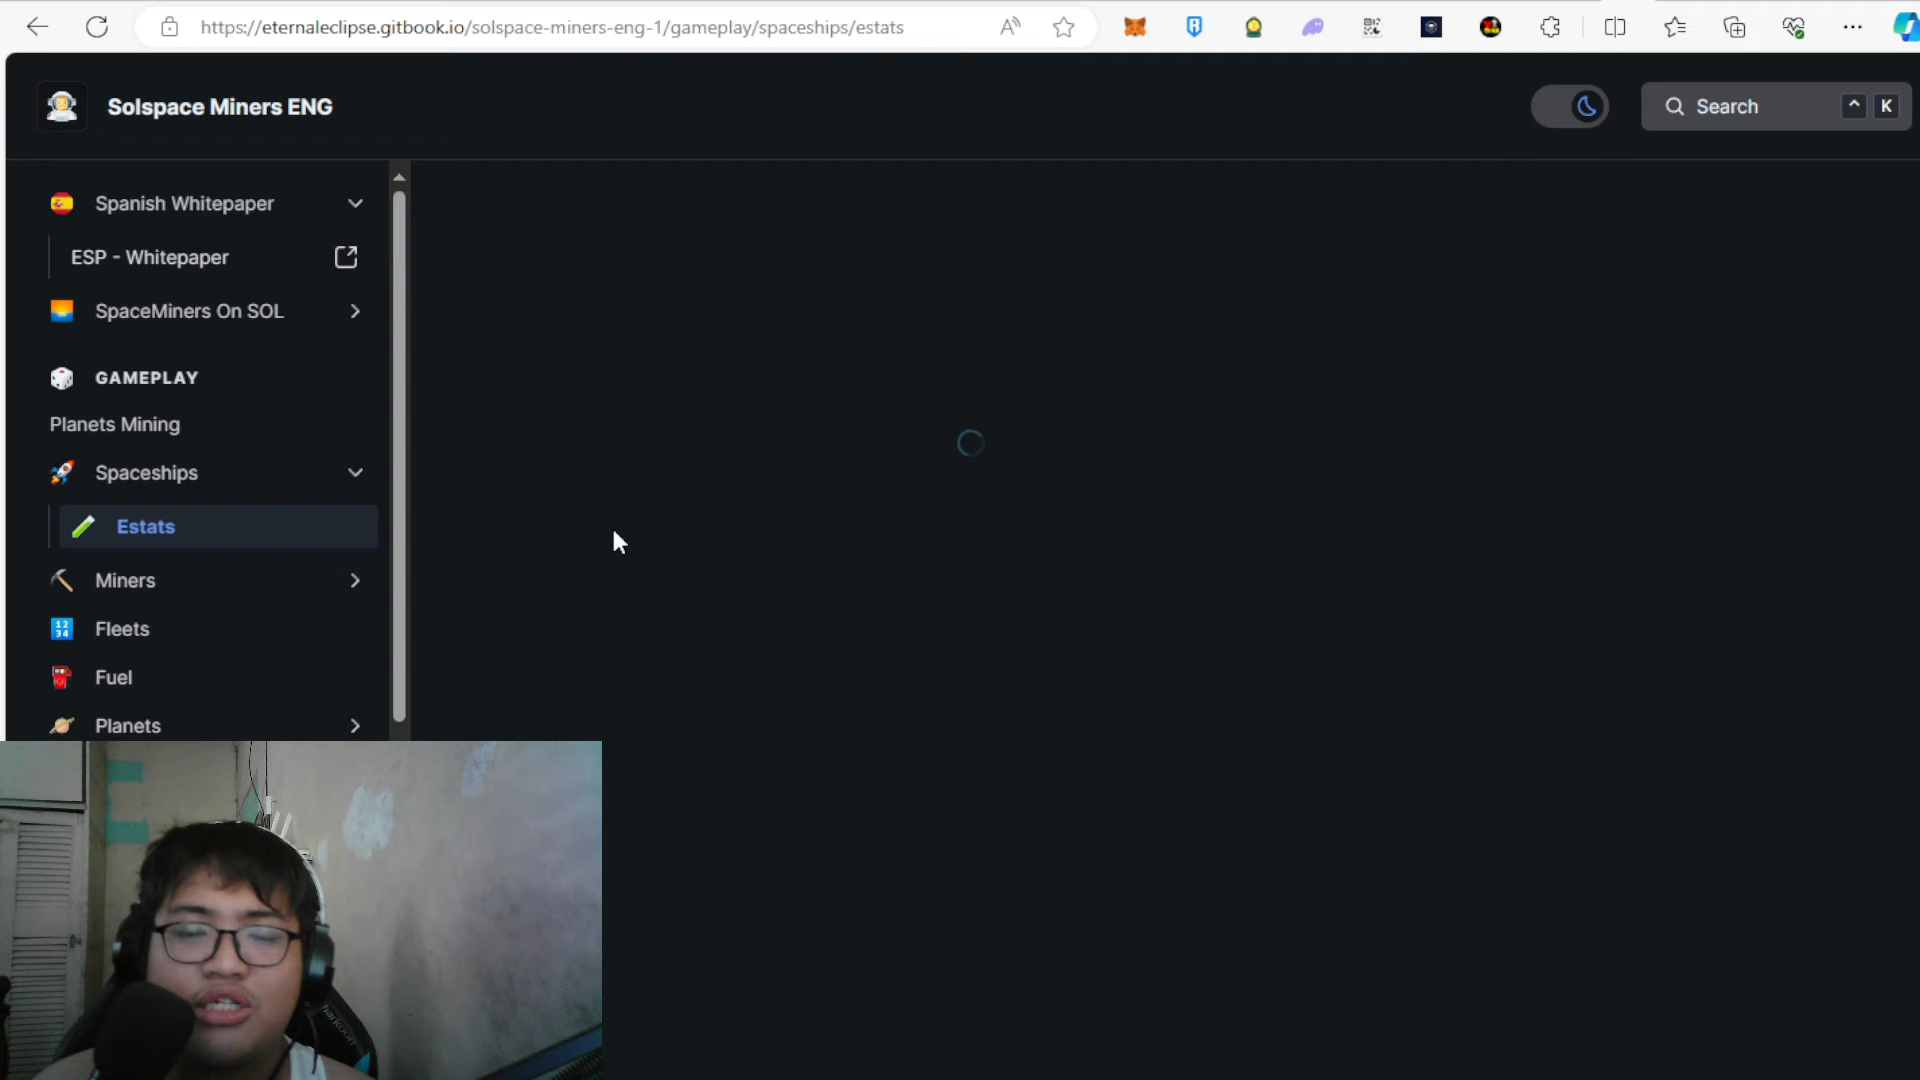 https://eternaleclipse.gitbook.io/solspace-miners-eng-1/gameplay/spaceships/estats
Solspace Miners ENG
Search ^ K
Spanish Whitepaper
ESP - Whitepaper
SpaceMiners On SOL
GAMEPLAY
Planets Mining
Spaceships
Estats
Miners
Fleets
Fuel
Planets
sharkoon